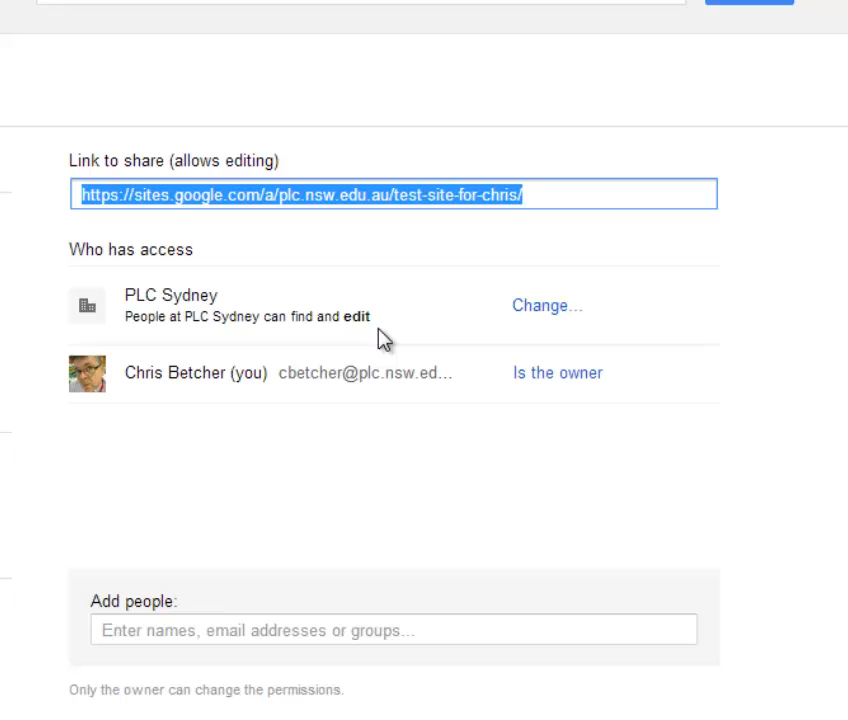 Link to share (allows editing)
https://sites.google.com/a/plc.nsw.edu.au/test-site-for-chris/
Who has access
PLC Sydney
People at PLC Sydney can find and edit
Change...
Chris Betcher (you) cbetcher@plc.nsw.ed...
Is the owner
Add people:
Enter names, email addresses or groups...
Only the owner can change the permissions.